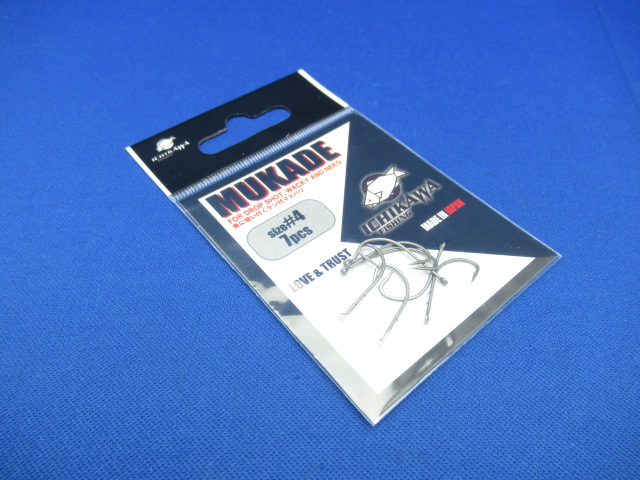 ICHIKAWA
MUKADE
FOR DROP SHOT, WACKY AND NEKO
size#4
7pcs
LOVE & TRUST
ICHIKAWA
FISHING
MADE IN JAPAN